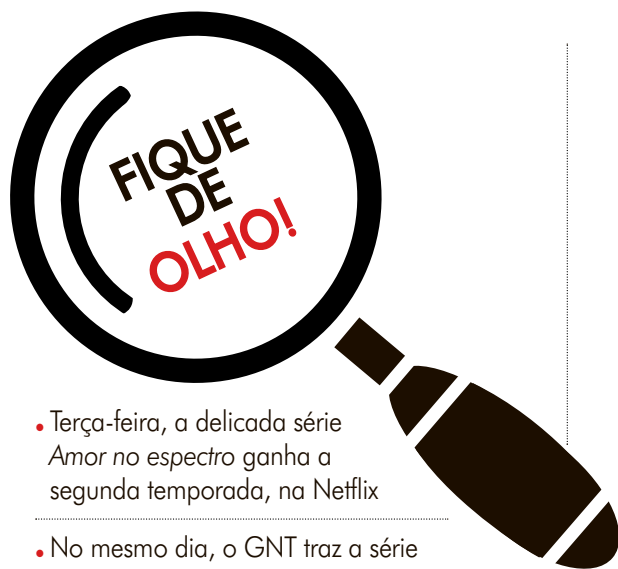 FIQUE
DE
OLHO!
• Terça-feira, a delicada série
Amor no espectro ganha a
segunda temporada, na Netflix
• No mesmo dia, o GNT traz a série